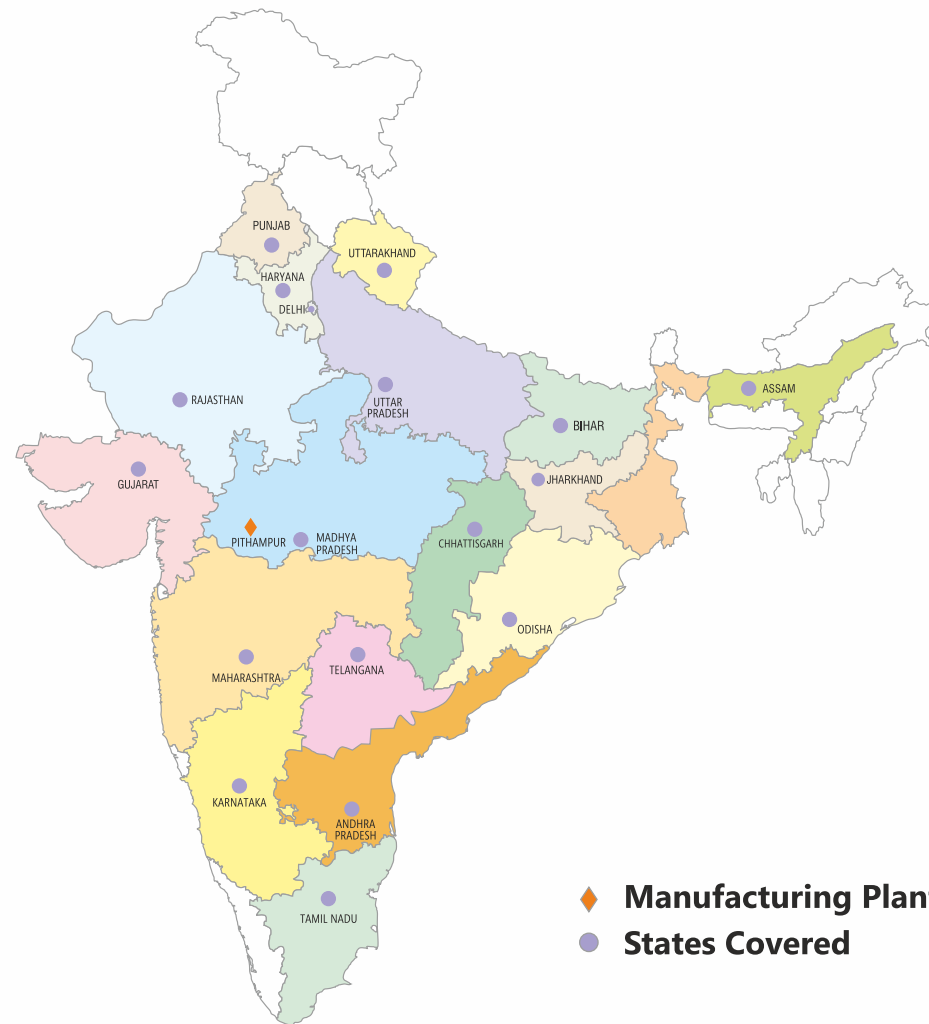 PUNJAB
UTTARAKHAND
HARYANA
DELHI
RAJASTHAN
UTTAR
PRADESH
ASSAM
BIHAR
GUJARAT
JHARKHAND
PITHAMPUR
MADHYA
PRADESH
CHHATTISGARH
ODISHA
MAHARASHTRA
TELANGANA
KARNATAKA
ANDHRA
PRADESH
TAMIL NADU
Manufacturing Plan
States Covered